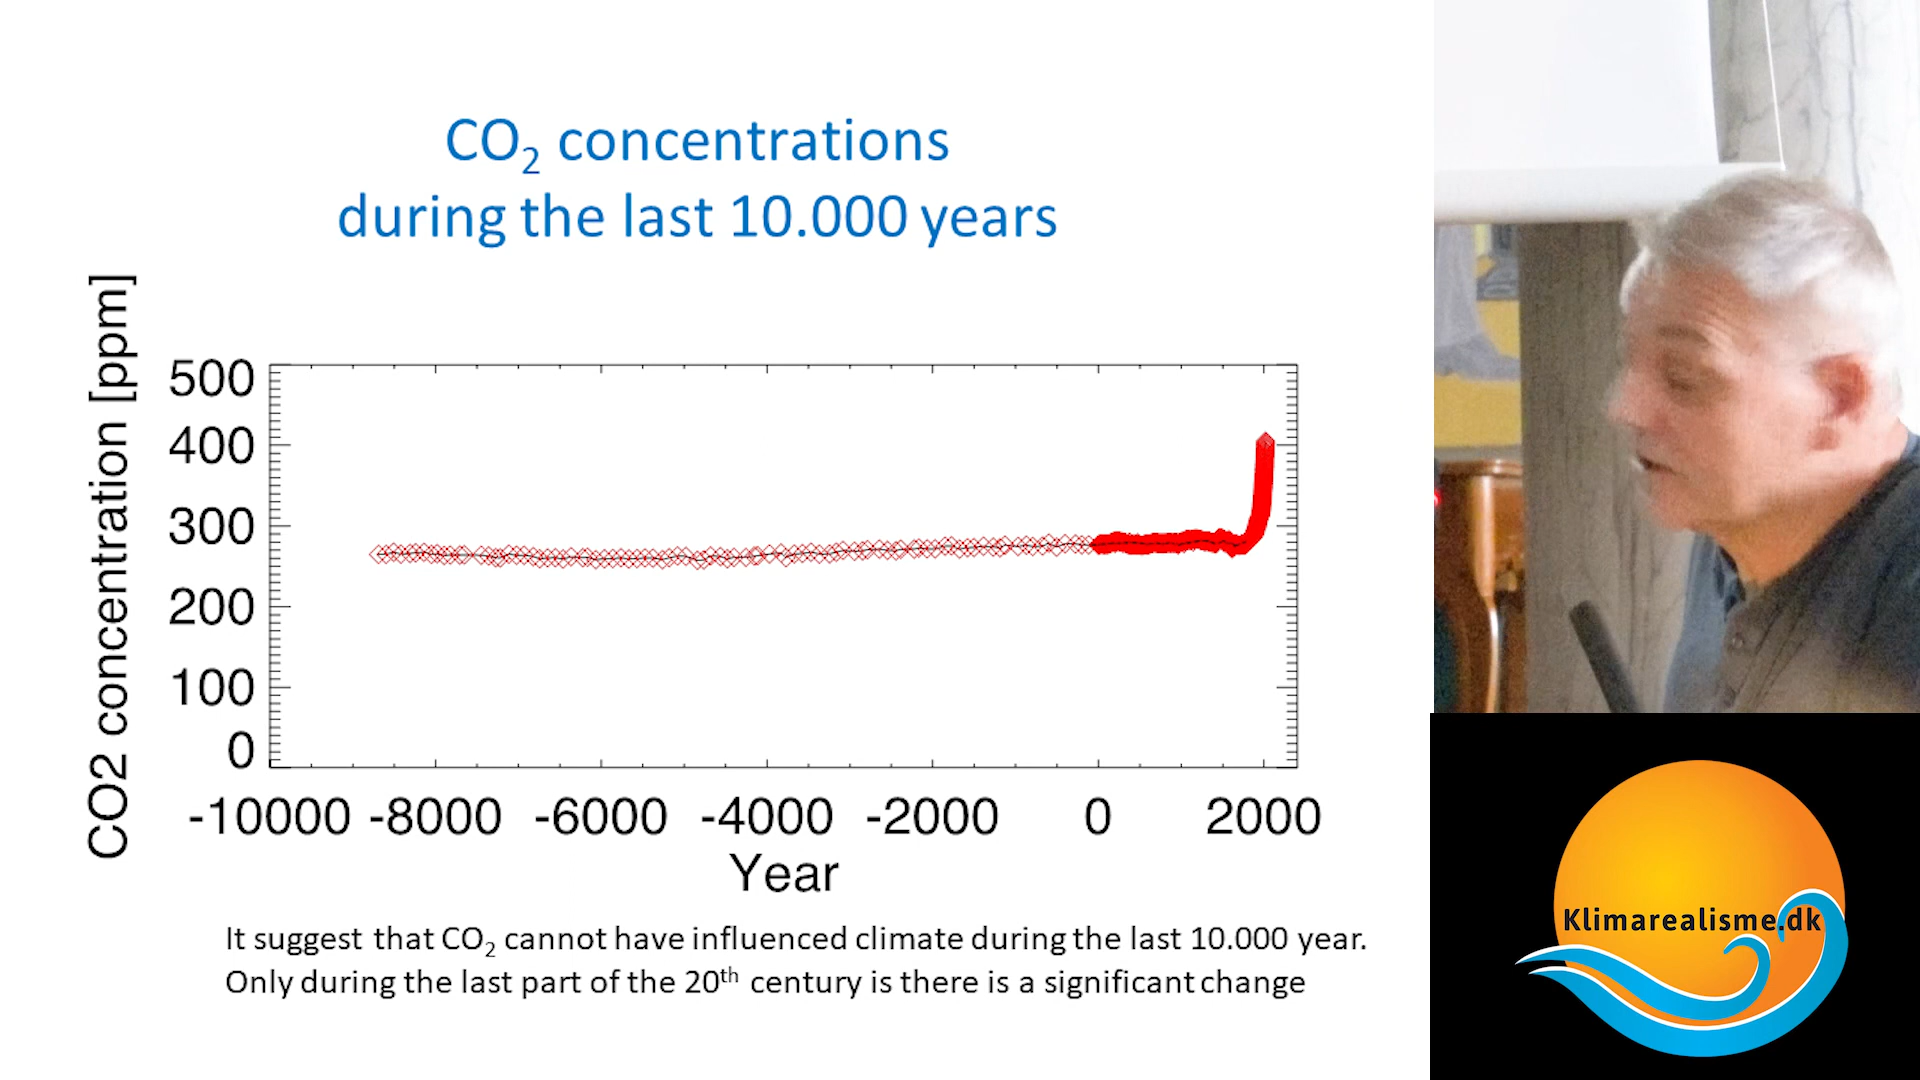 CO₂ concentrations
during the last 10.000 years
CO2 concentration [ppm]
500
400
300
200
100
0
-10000 -8000 -6000 -4000 -2000 0 2000
Year
It suggest that CO₂ cannot have influenced climate during the last 10.000 year.
Only during the last part of the 20th century is there is a significant change
Klimarealisme.dk